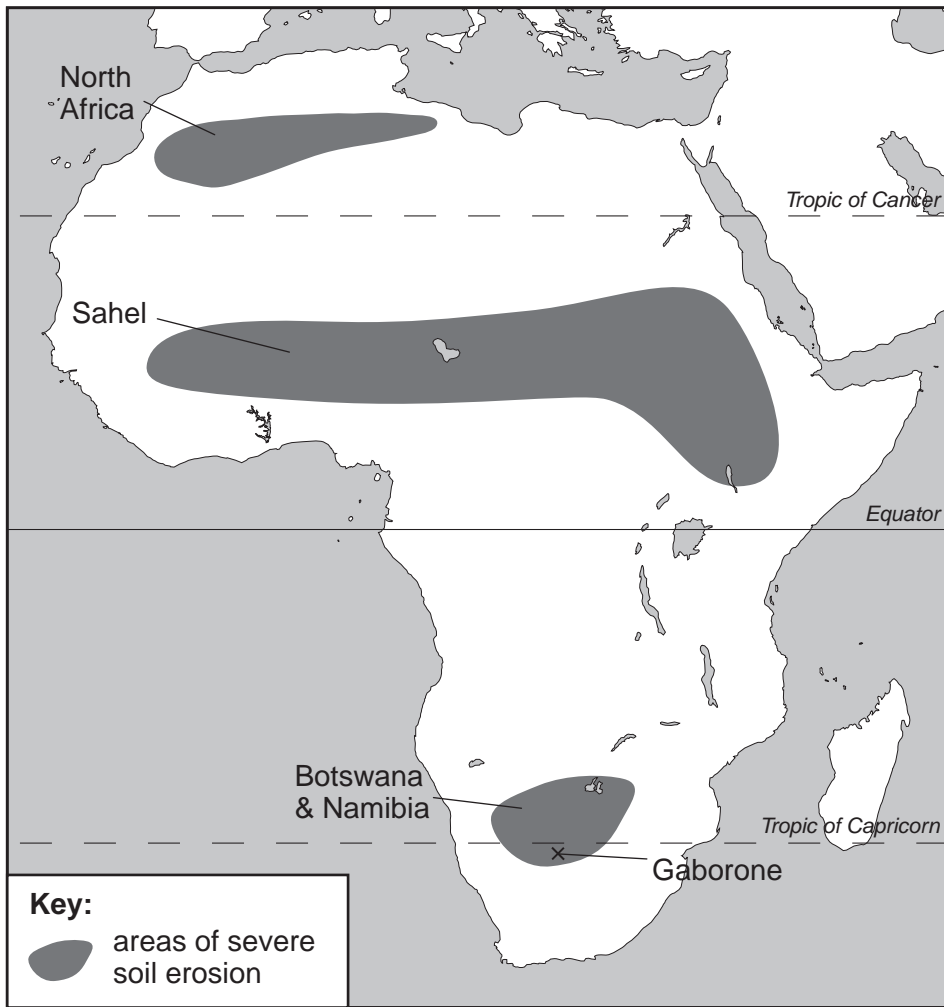 North
Africa
Tropic of Cancer
Sahel
Equator
Botswana
& Namibia
Tropic of Capricorn
Gaborone
Key:
areas of severe
soil erosion